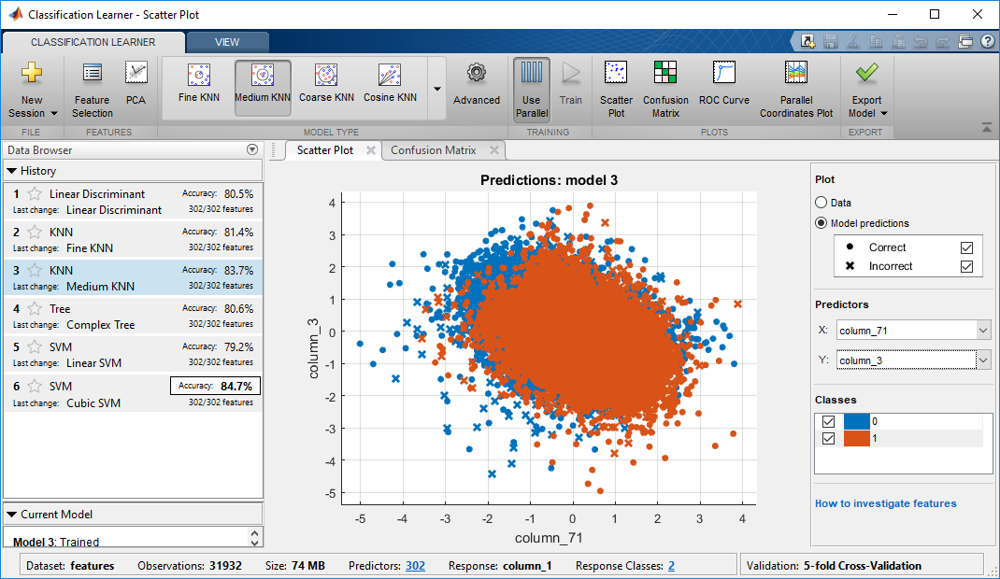 Classification Learner - Scatter Plot
CLASSIFICATION LEARNER VIEW
New Session
Feature Selection
PCA
Fine KNN Medium KNN Coarse KNN Cosine KNN
Advanced
Use Parallel
Train
Scatter Plot
Confusion Matrix
ROC Curve
Parallel Coordinates Plot
Export Model
FILE FEATURES MODEL TYPE TRAINING PLOTS EXPORT
Data Browser
History
1 Linear Discriminant Accuracy: 80.5%
Last change: Linear Discriminant 302/302 features
2 KNN Accuracy: 81.4%
Last change: Fine KNN 302/302 features
3 KNN Accuracy: 83.7%
Last change: Medium KNN 302/302 features
4 Tree Accuracy: 80.6%
Last change: Complex Tree 302/302 features
5 SVM Accuracy: 79.2%
Last change: Linear SVM 302/302 features
6 SVM Accuracy: 84.7%
Last change: Cubic SVM 302/302 features
Current Model
Model 3: Trained
Scatter Plot Confusion Matrix
Predictions: model 3
4
3
2
1
0
-1
-2
-3
-4
-5
column_3
-5 -4 -3 -2 -1 0 1 2 3 4
column_71
Plot
Data
Model predictions
Correct
Incorrect
Predictors
X: column_71
Y: column_3
Classes
0
1
How to investigate features
Dataset: features Observations: 31932 Size: 74 MB Predictors: 302 Response: column_1 Response Classes: 2 Validation: 5-fold Cross-Validation